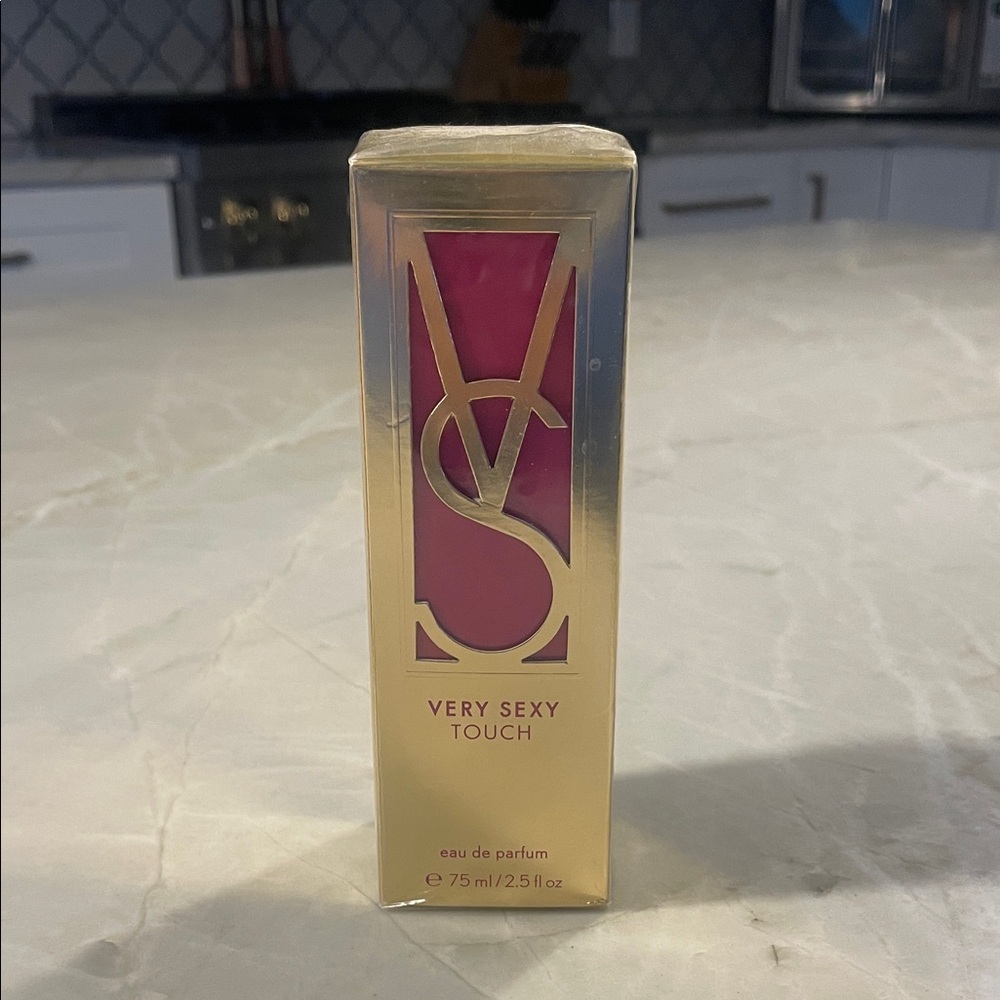 VS
VERY SEXY
TOUCH
eau de parfum
℮ 75 ml/2.5 fl oz